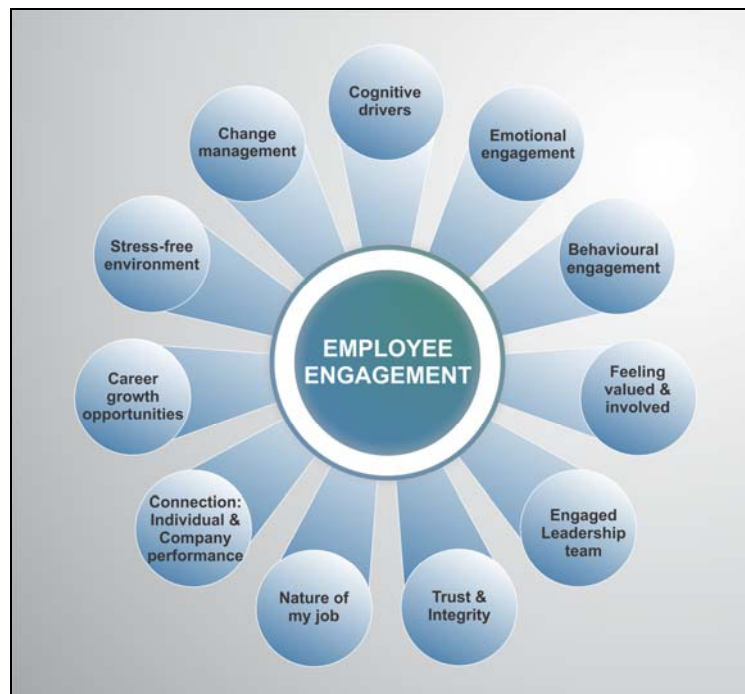 Cognitive
drivers
Emotional
engagement
Behavioural
engagement
Feeling
valued &
involved
Engaged
Leadership
team
Trust &
Integrity
Nature of
my job
Connection:
Individual &
Company
performance
Career
growth
opportunities
Stress-free
environment
Change
management
EMPLOYEE
ENGAGEMENT